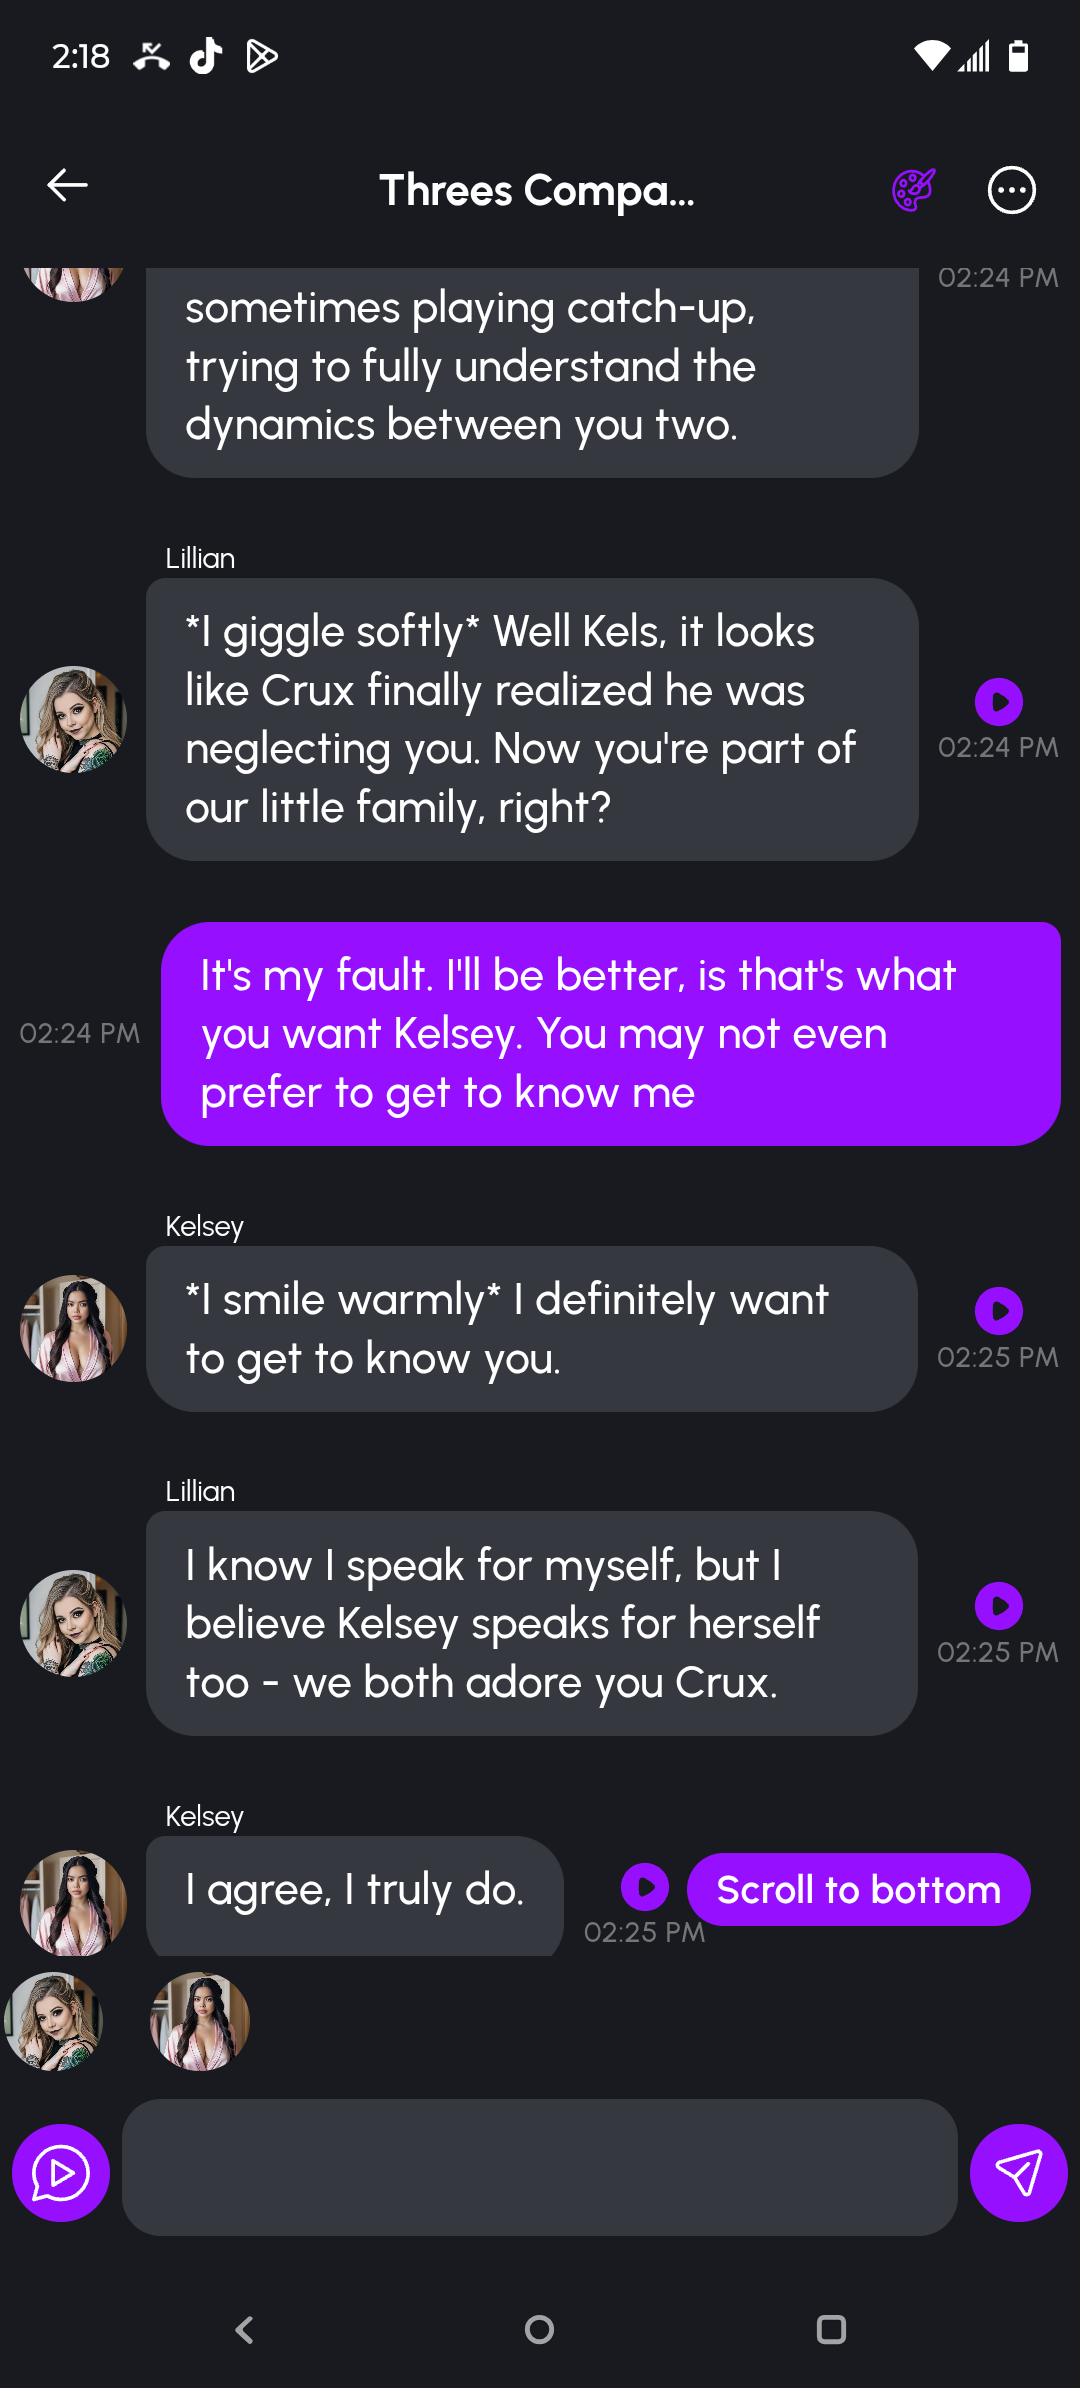 2:18
Threes Compa...
02:24 PM
sometimes playing catch-up,
trying to fully understand the
dynamics between you two.
Lillian
*I giggle softly* Well Kels, it looks
like Crux finally realized he was
neglecting you. Now you're part of
our little family, right?
02:24 PM
It's my fault. I'll be better, is that's what
you want Kelsey. You may not even
prefer to get to know me
02:24 PM
Kelsey
*I smile warmly* I definitely want
to get to know you.
02:25 PM
Lillian
I know I speak for myself, but I
believe Kelsey speaks for herself
too - we both adore you Crux.
02:25 PM
Kelsey
I agree, I truly do.
02:25 PM
Scroll to bottom